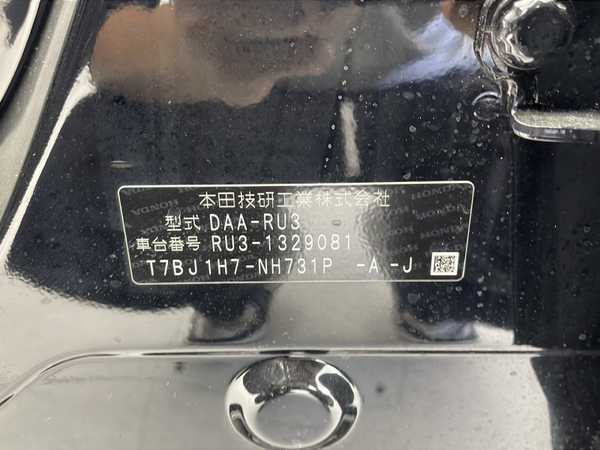 本田技研工業株式会社
型式 DAA-RU3
車台番号 RU3-1329081
T7BJ1H7-NH731P -A -J